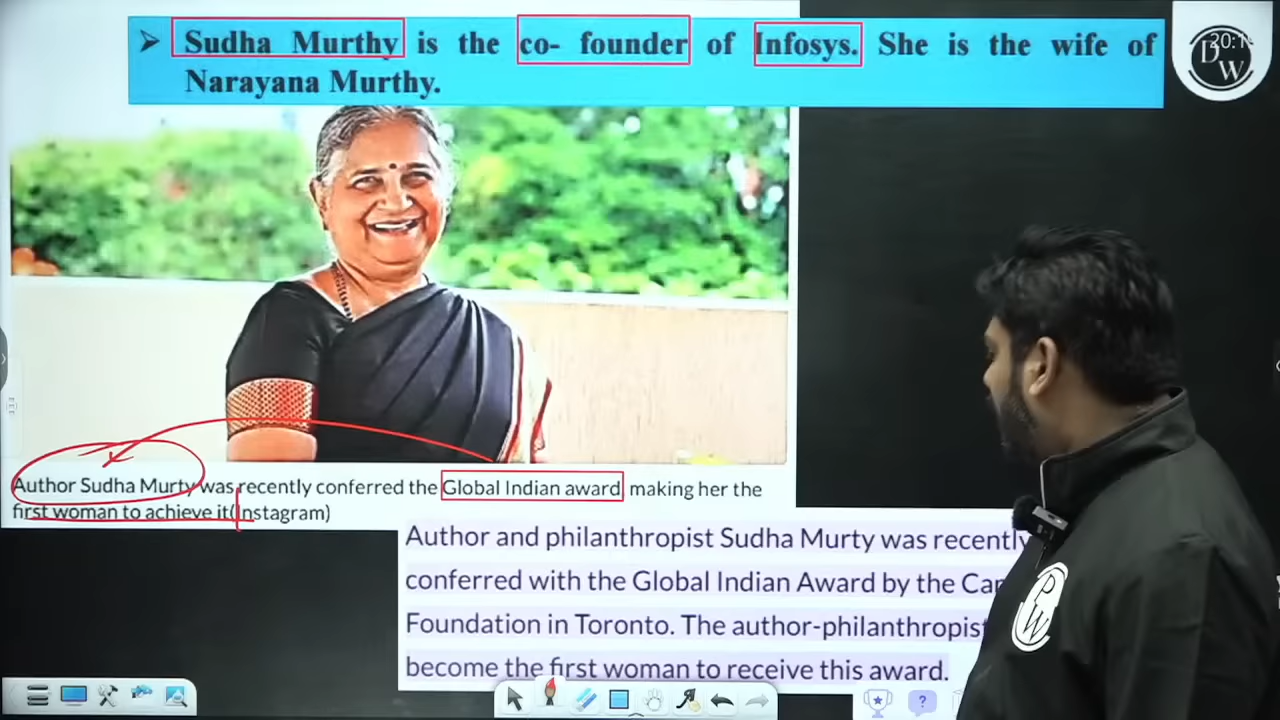 ➤ Sudha Murthy is the co- founder of Infosys. She is the wife of
Narayana Murthy.
20:1
D
W
Author Sudha Murty was recently conferred the Global Indian award making her the
first woman to achieve it(Instagram)
Author and philanthropist Sudha Murty was recently
conferred with the Global Indian Award by the
Foundation in Toronto. The author-philanthropist
become the first woman to receive this award.
P
W
?